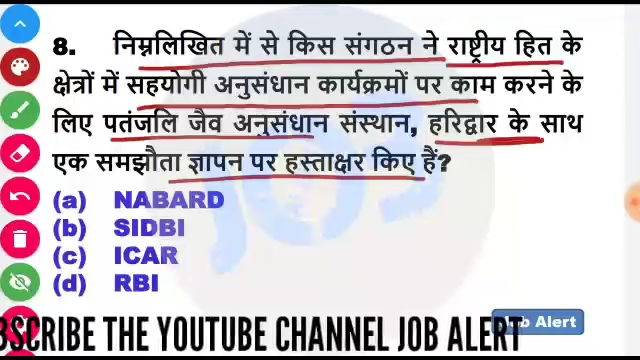 8. निम्नलिखित में से किस संगठन ने राष्ट्रीय हित के
क्षेत्रों में सहयोगी अनुसंधान कार्यक्रमों पर काम करने के
लिए पतंजलि जैव अनुसंधान संस्थान, हरिद्वार के साथ
एक समझौता ज्ञापन पर हस्ताक्षर किए हैं?
(a) NABARD
(b) SIDBI
(c) ICAR
(d) RBI
Job Alert
BSCRIBE THE YOUTUBE CHANNEL JOB ALERT